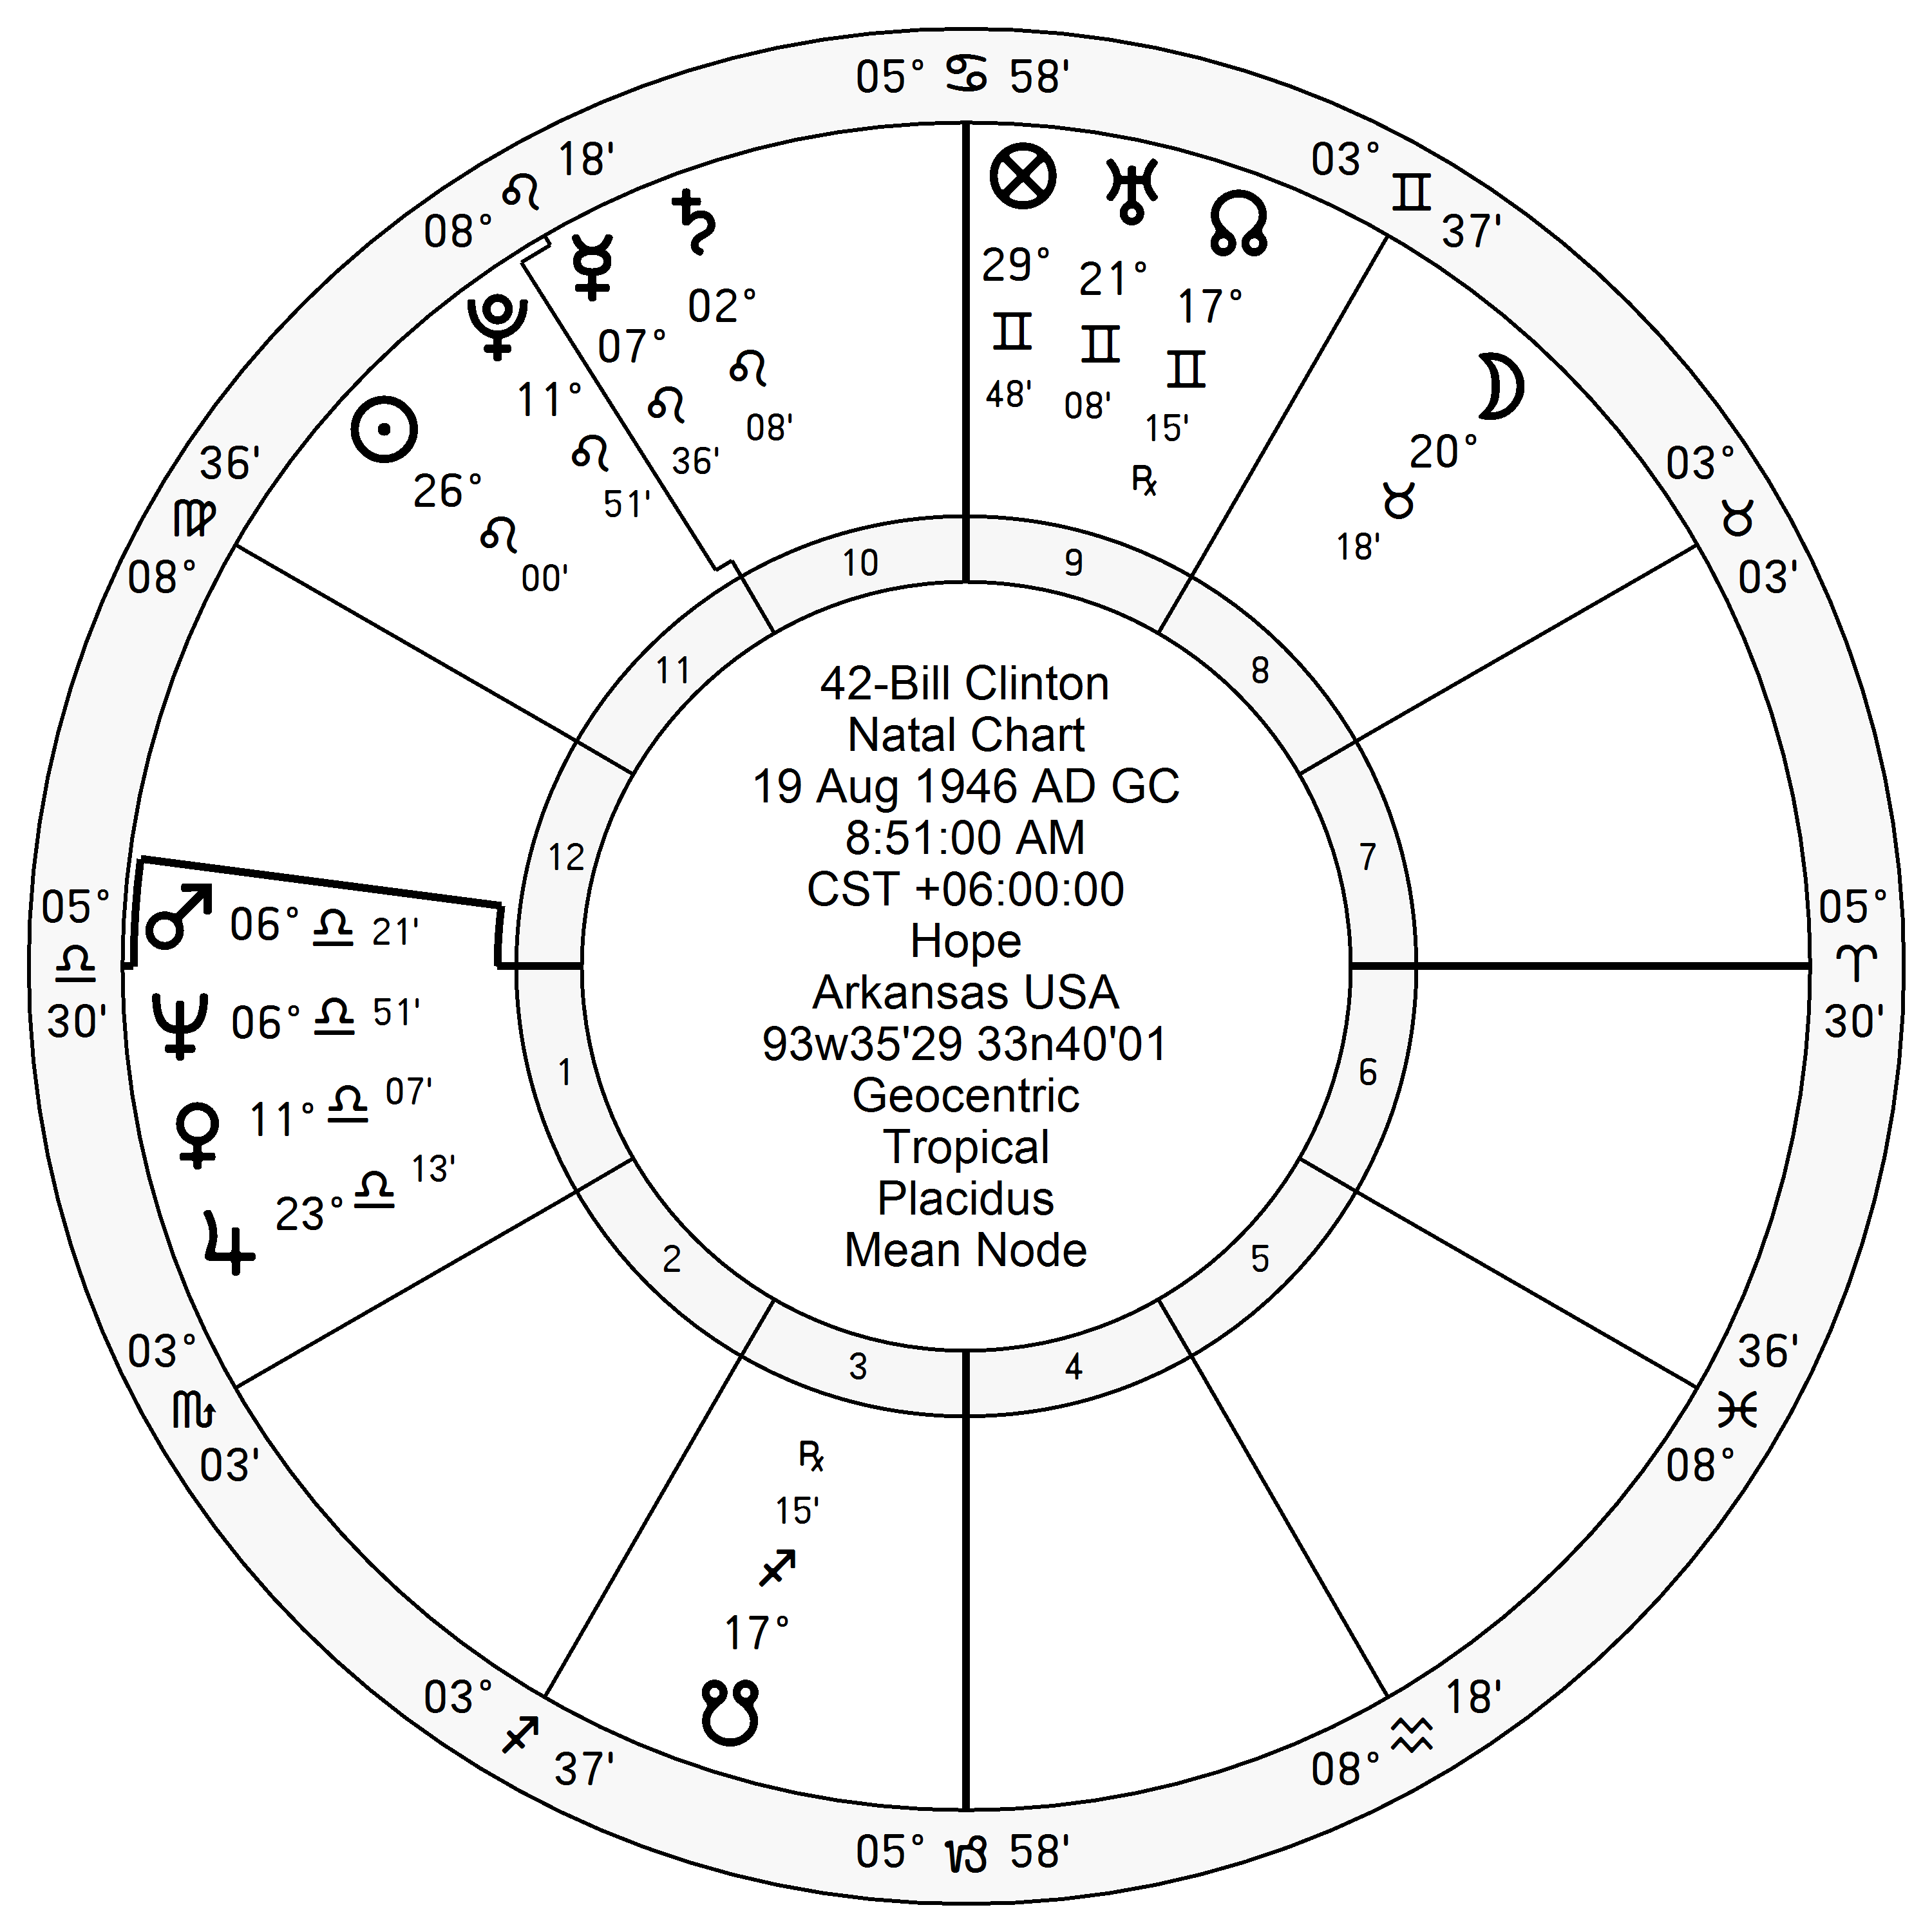 05° ♋ 58'
08° ♌ 18'
03° ♊ 37'
36' ♍ 08°
03° ♉ 03'
05° ♎ 30'
05° ♈ 30'
03° ♏ 03'
36' ♓ 08°
03° ♐ 37'
08° ♒ 18'
05° ♑ 58'
⊗ 29° ♊ 48'
♅ 21° ♊ 08'
☊ 17° ♊ 15' ℞
☽ 20° ♉ 18'
♄ 02° ♌ 08'
☿ 07° ♌ 36'
♇ 11° ♌ 51'
☉ 26° ♌ 00'
♂ 06° ♎ 21'
♆ 06° ♎ 51'
♀ 11° ♎ 07'
♃ 23° ♎ 13'
☋ 17° ♐ 15' ℞
10
9
11
8
12
7
1
6
2
5
3
4
42-Bill Clinton
Natal Chart
19 Aug 1946 AD GC
8:51:00 AM
CST +06:00:00
Hope
Arkansas USA
93w35'29 33n40'01
Geocentric
Tropical
Placidus
Mean Node